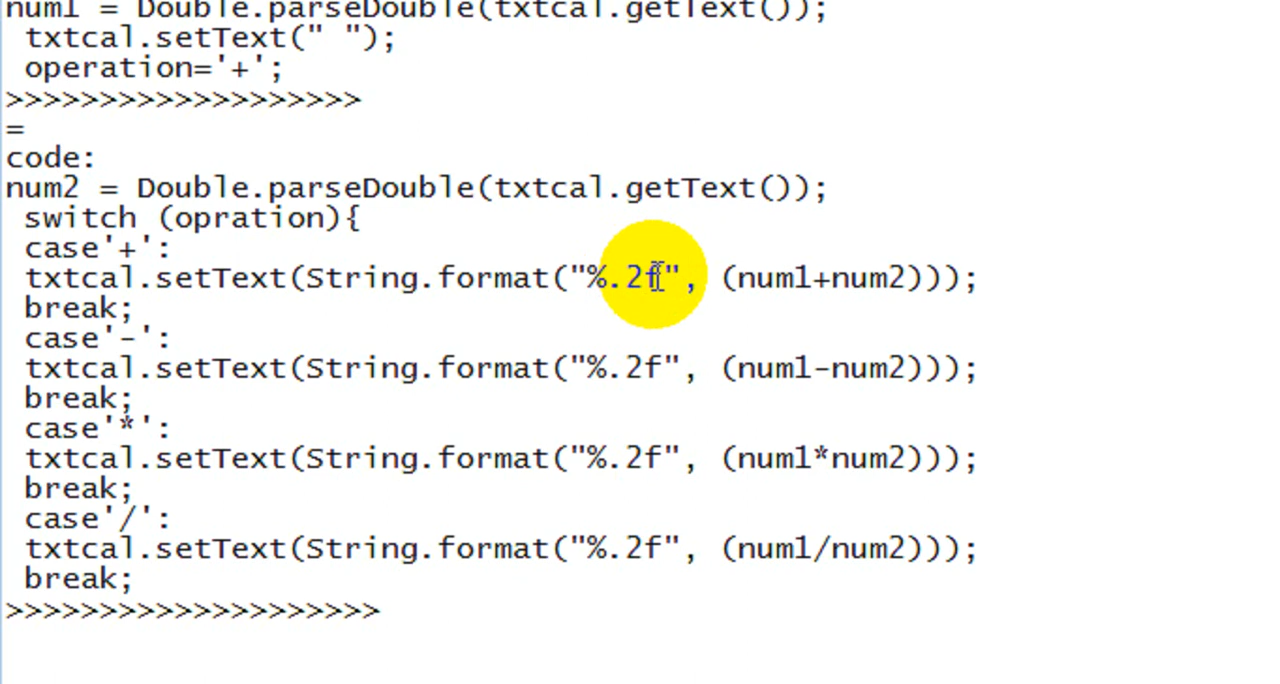 num1 = Double.parseDouble(txtcal.getText());
txtcal.setText(" ");
operation='+';
>>>>>>>>>>>>>>>>>>>
=
code:
num2 = Double.parseDouble(txtcal.getText());
switch (opration){
case'+':
txtcal.setText(String.format("%.2f", (num1+num2)));
break;
case'-':
txtcal.setText(String.format("%.2f", (num1-num2)));
break;
case'*':
txtcal.setText(String.format("%.2f", (num1*num2)));
break;
case'/':
txtcal.setText(String.format("%.2f", (num1/num2)));
break;
>>>>>>>>>>>>>>>>>>>>